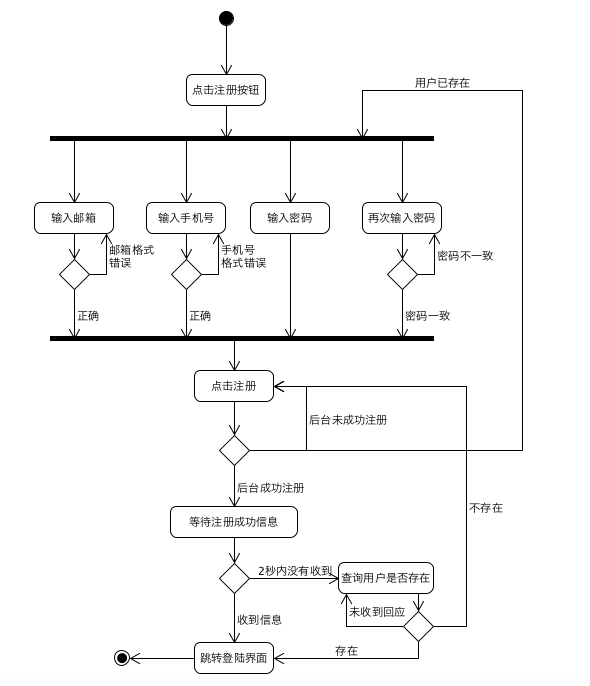 用户已存在
点击注册按钮
输入邮箱
输入手机号
输入密码
再次输入密码
邮箱格式
错误
手机号
格式错误
密码不一致
正确
正确
密码一致
点击注册
后台未成功注册
后台成功注册
不存在
等待注册成功信息
2秒内没有收到
查询用户是否存在
未收到回应
收到信息
存在
跳转登陆界面